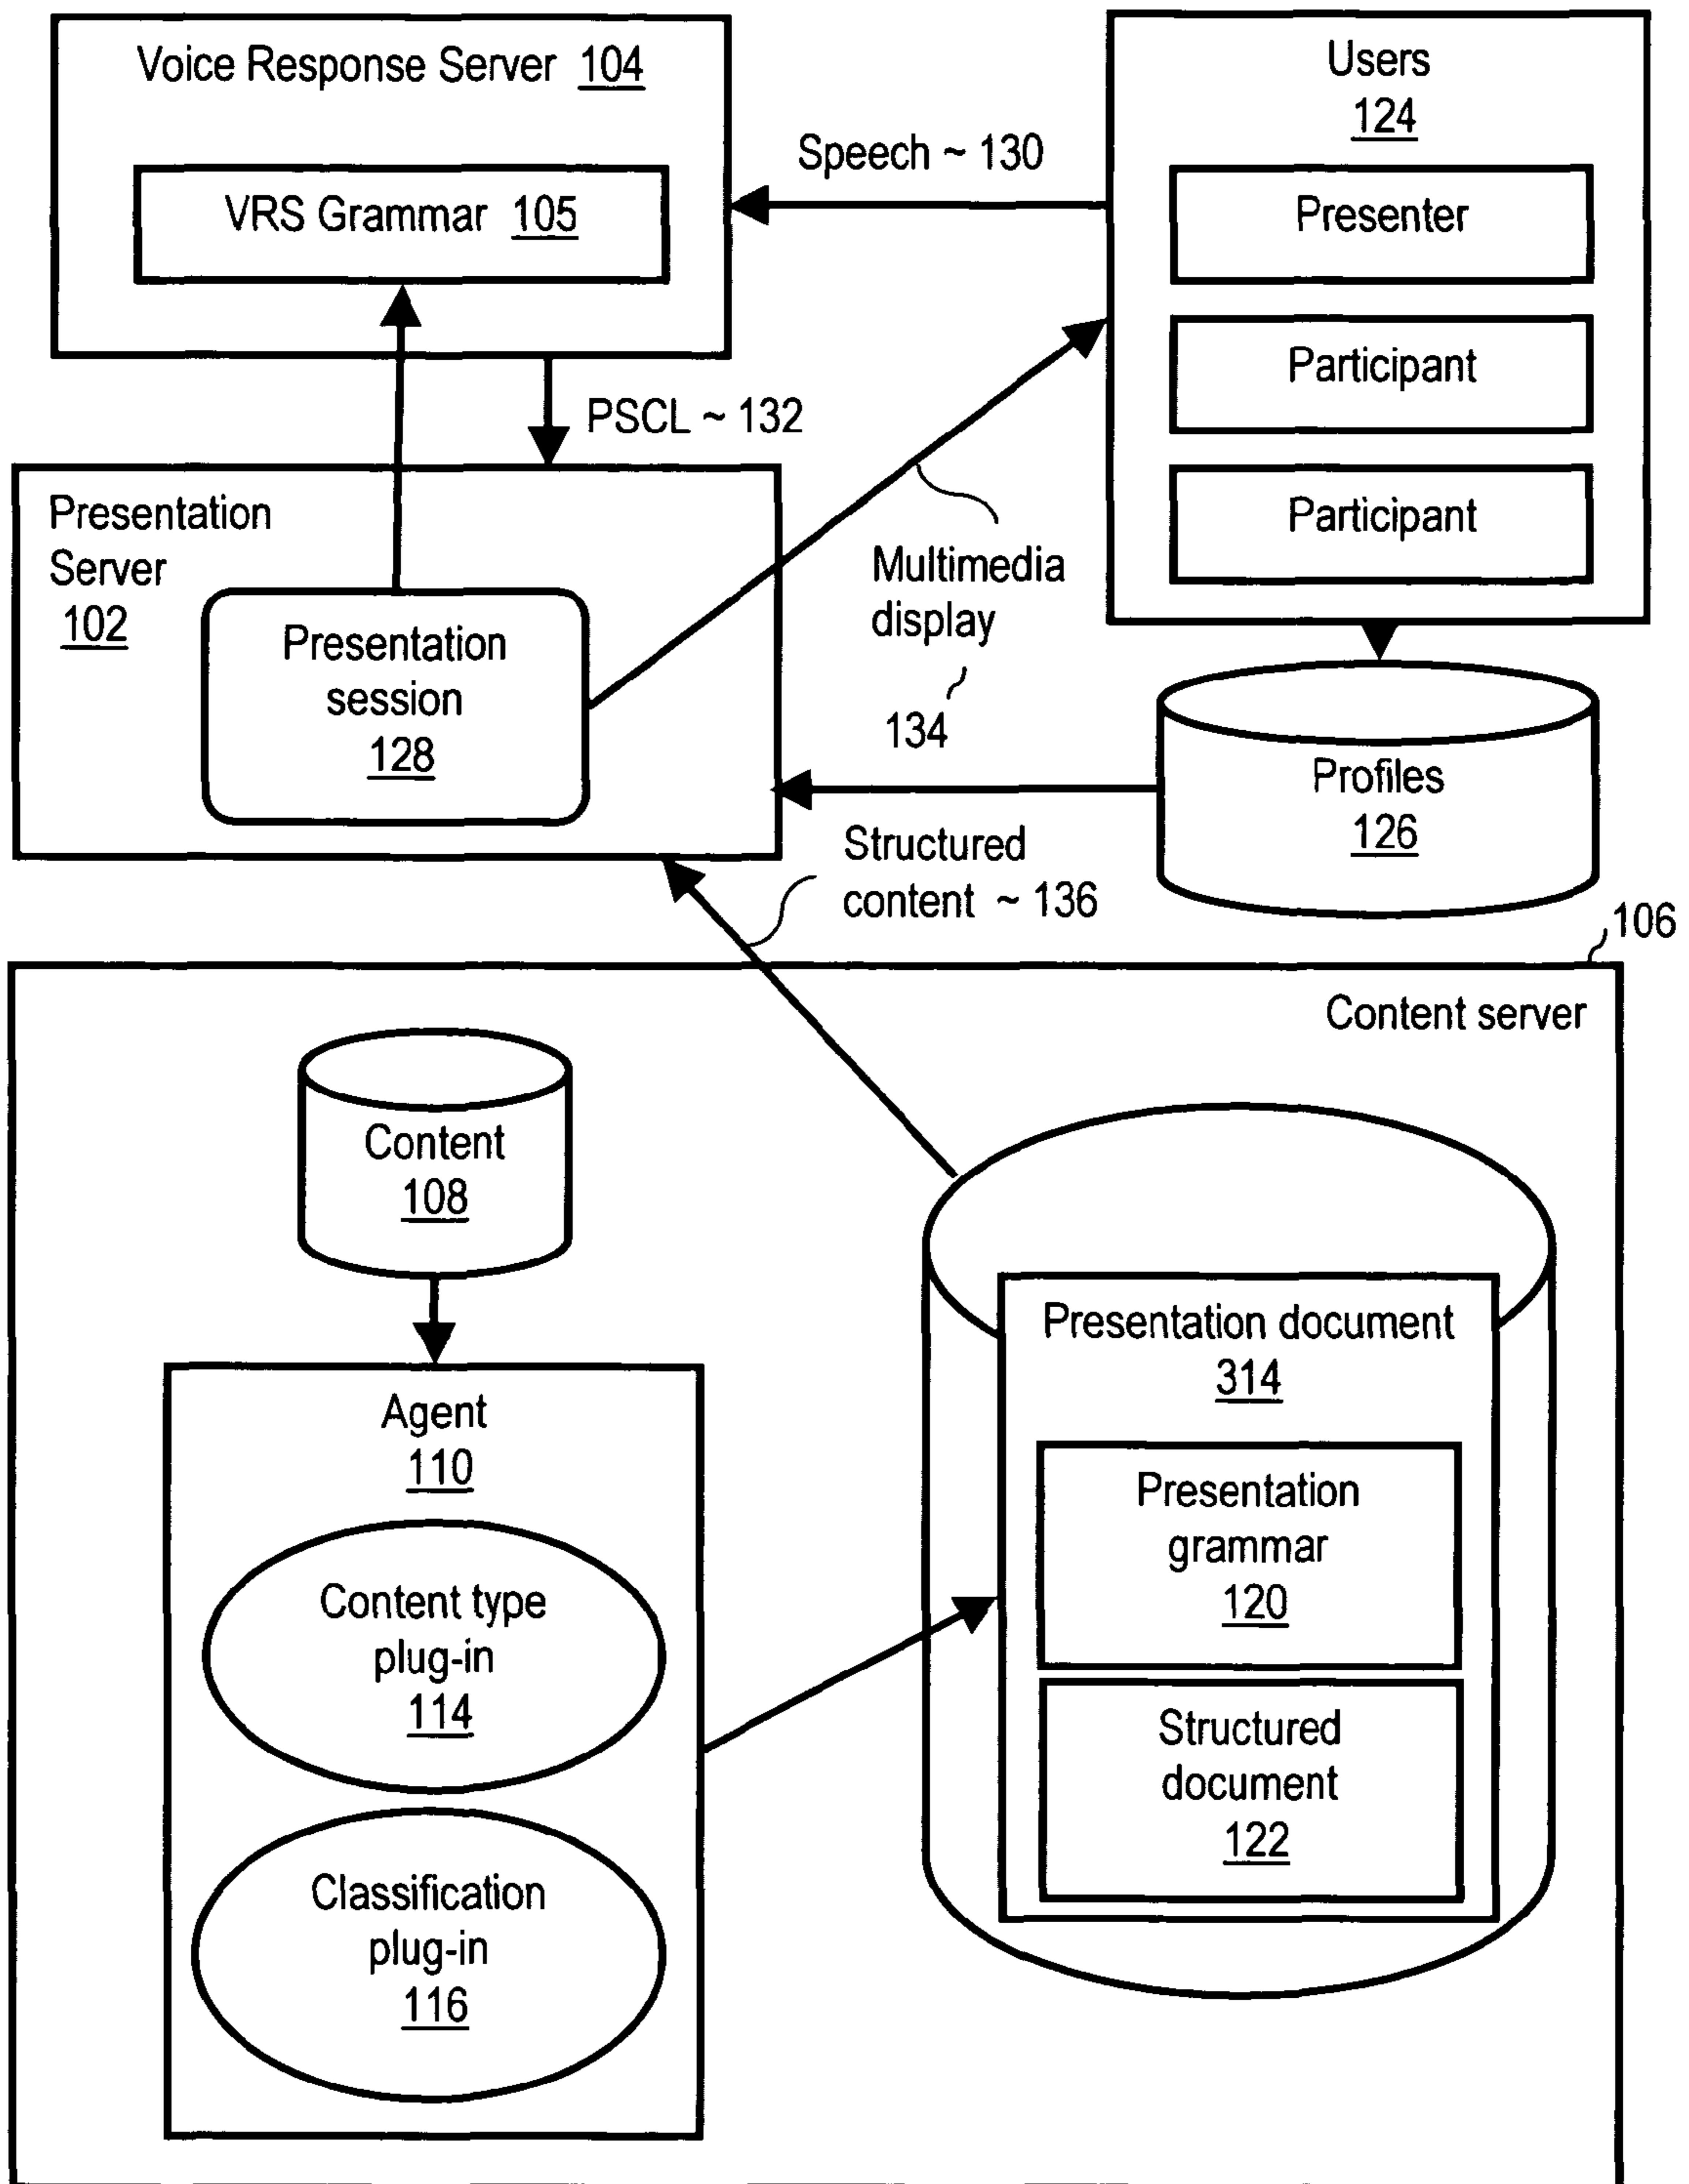 Voice Response Server 104
VRS Grammar 105
Speech ~ 130
Users
124
Presenter
Participant
Participant
PSCL ~ 132
Presentation
Server
102
Presentation
session
128
Multimedia
display
134
Profiles
126
Structured
content ~ 136
106
Content server
Content
108
Agent
110
Content type
plug-in
114
Classification
plug-in
116
Presentation document
314
Presentation
grammar
120
Structured
document
122